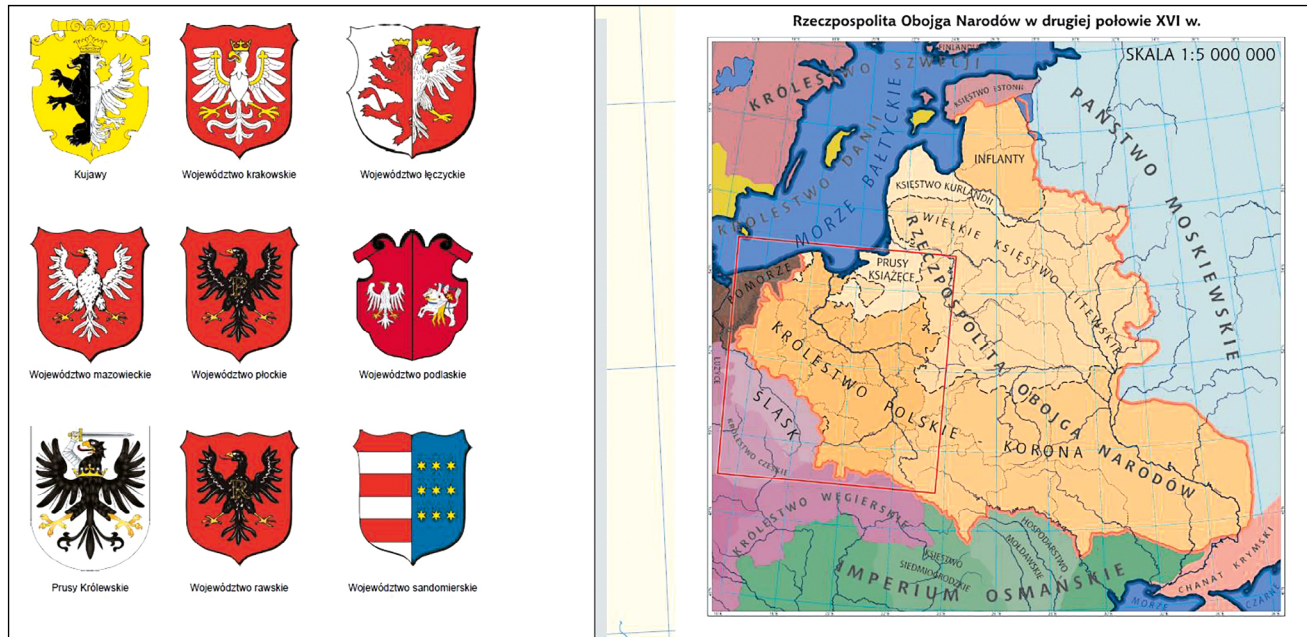 Kujawy
Województwo krakowskie
Województwo łęczyckie
Województwo mazowieckie
Województwo płockie
Województwo podlaskie
Prusy Królewskie
Województwo rawskie
Województwo sandomierskie
Rzeczpospolita Obojga Narodów w drugiej połowie XVI w.
SKALA 1:5 000 000
FINLANDIA
KRÓLESTWO SZWECJI
KSIĘSTWO ESTONII
PAŃSTWO MOSKIEWSKIE
KRÓLESTWO DANII
MORZE BAŁTYCKIE
INFLANTY
KSIĘSTWO KURLANDII
WIELKIE KSIĘSTWO LITEWSKIE
RZECZPOSPOLITA OBOJGA NARODÓW
PRUSY
KSIĄŻĘCE
POMORZE
KRÓLESTWO POLSKIE
KORONA
ŁUŻYCE
ŚLĄSK
KRÓLESTWO CZESKIE
KRÓLESTWO WĘGIERSKIE
KSIĘSTWO
SIEDMIOGRODZKIE
HOSPODARSTWO
MOŁDAWSKIE
IMPERIUM OSMAŃSKIE
CHANAT KRYMSKI
MORZE
CZARNE